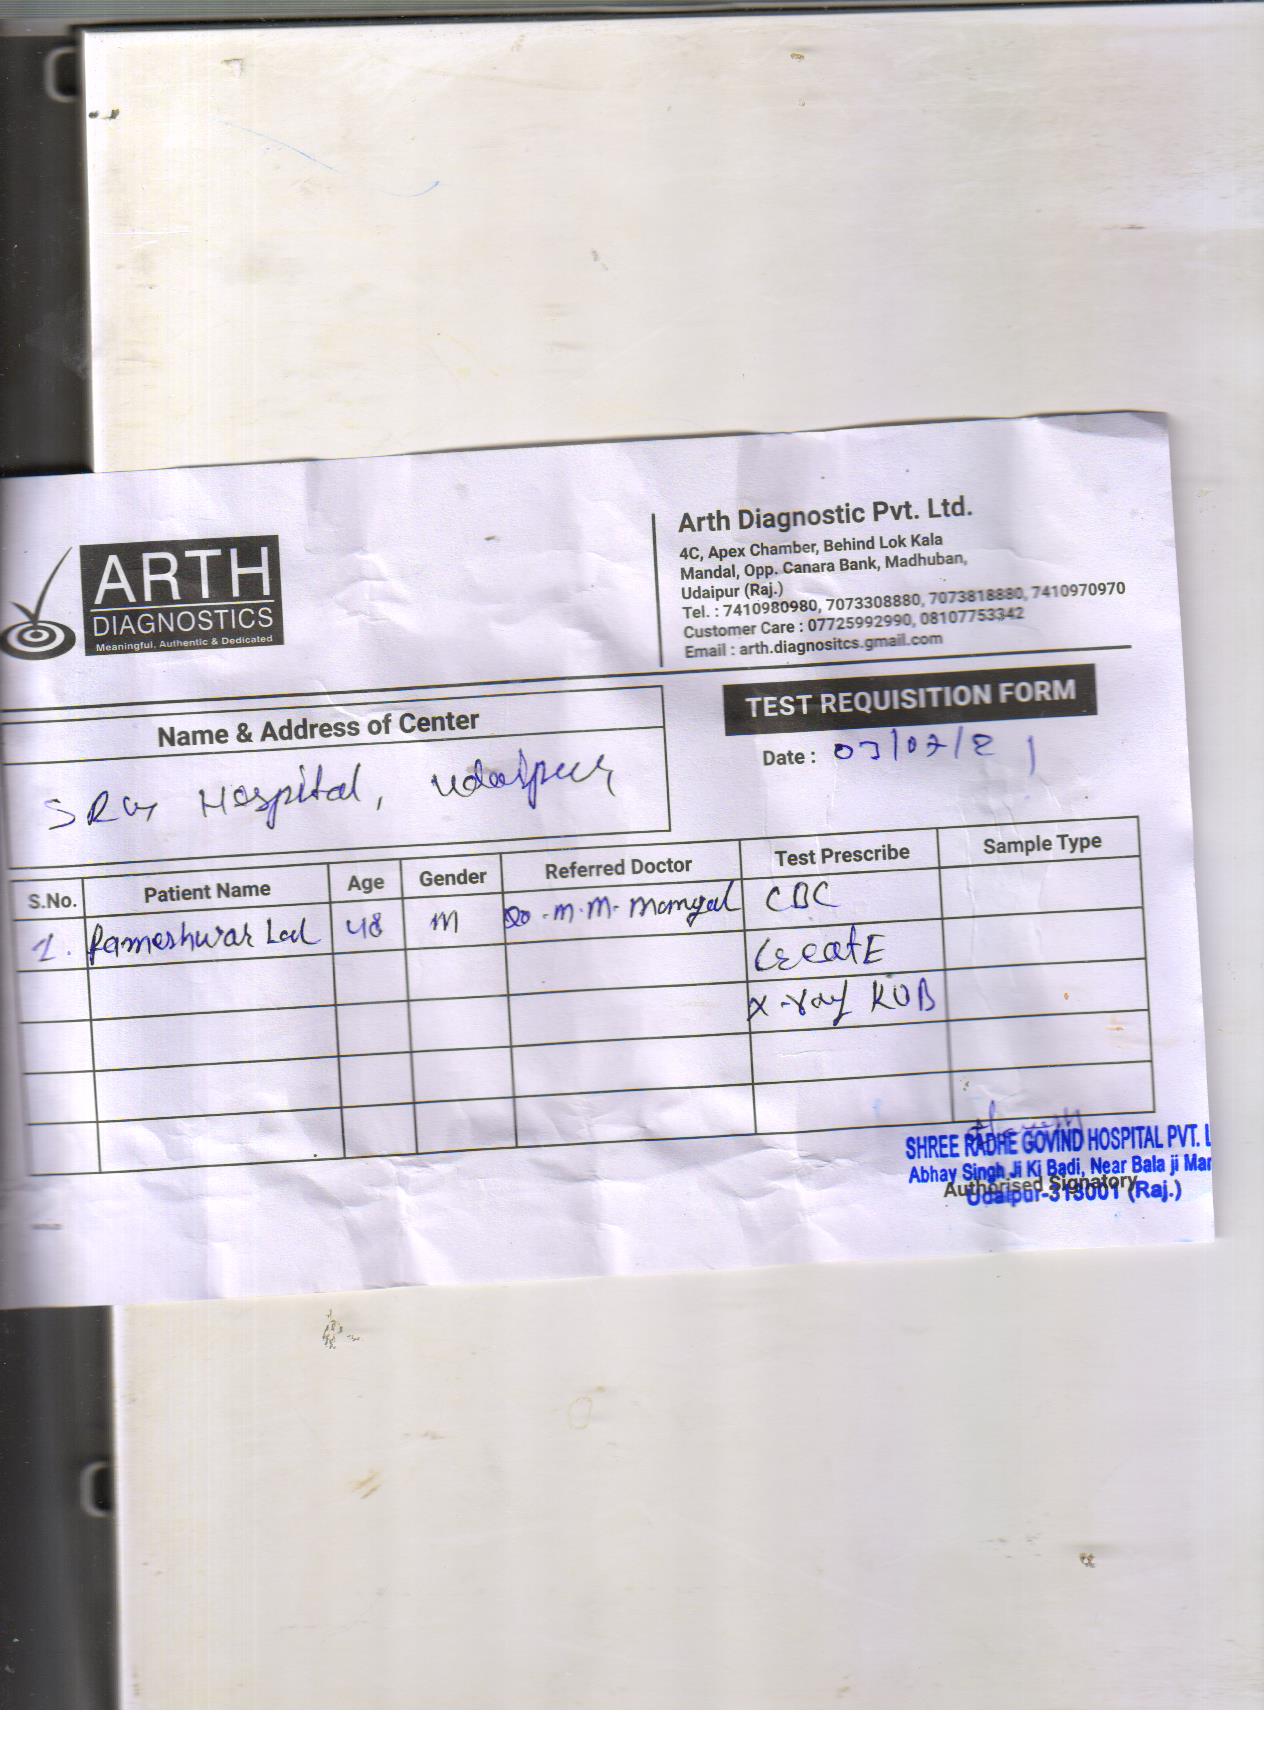 ARTH
DIAGNOSTICS
Meaningful, Authentic & Dedicated
Arth Diagnostic Pvt. Ltd.
4C, Apex Chamber, Behind Lok Kala
Mandal, Opp. Canara Bank, Madhuban,
Udaipur (Raj.)
Tel. : 7410980980, 7073308880, 7073818880, 7410970970
Customer Care : 07725992990, 08107753342
Email : arth.diagnositcs.gmail.com
Name & Address of Center
TEST REQUISITION FORM
Date : 03/07/21
SRG Hospital, Udaipur
S.No. Patient Name Age Gender Referred Doctor Test Prescribe Sample Type
1. Pameshwar Lal 48 M Dr. M.M. Mangal CBC
CreatE
X-ray KUB
SHREE RADHE GOVIND HOSPITAL PVT. L
Abhay Singh Ji Ki Badi, Near Bala ji Mar
Authorised Signatory
Udaipur-313001 (Raj.)